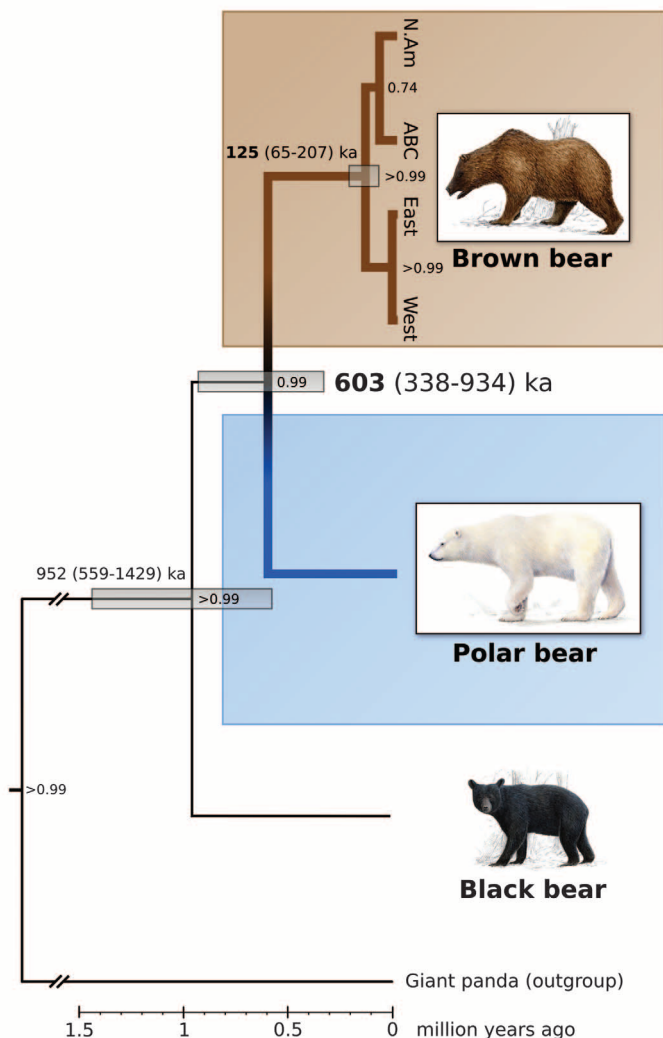 N.Am
0.74
ABC
125 (65-207) ka
>0.99
East
Brown bear
>0.99
West
0.99
603 (338-934) ka
952 (559-1429) ka
>0.99
Polar bear
>0.99
Black bear
Giant panda (outgroup)
1.5 1 0.5 0 million years ago